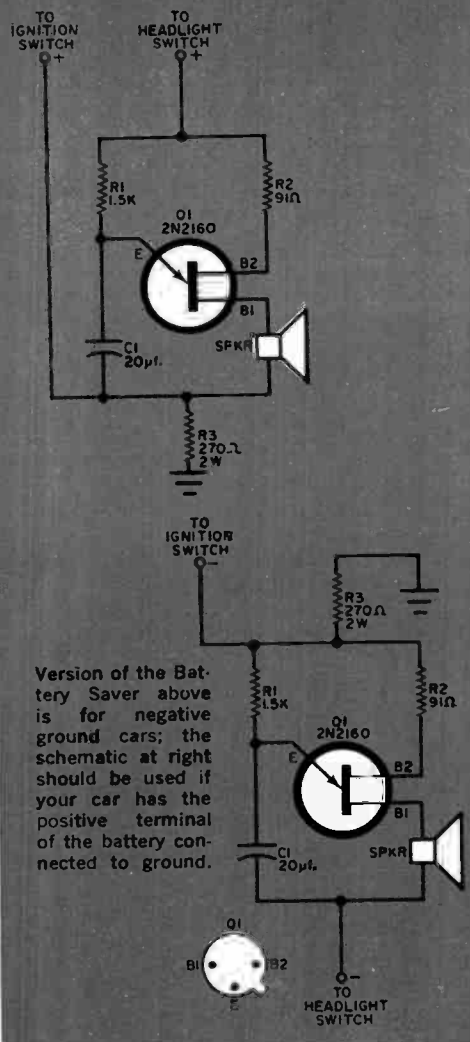 TO
IGNITION
SWITCH
+
TO
HEADLIGHT
SWITCH
+
R1
1.5K
R2
91Ω
Q1
2N2160
E
B2
B1
SPKR
C1
20µf.
R3
270Ω
2W
TO
IGNITION
SWITCH
-
R3
270Ω
2W
R1
1.5K
R2
91Ω
Q1
2N2160
E
B2
B1
SPKR
C1
20µf.
Version of the Bat-
tery Saver above
is for negative
ground cars; the
schematic at right
should be used if
your car has the
positive terminal
of the battery con-
nected to ground.
Q1
B1
B2
E
-
TO
HEADLIGHT
SWITCH